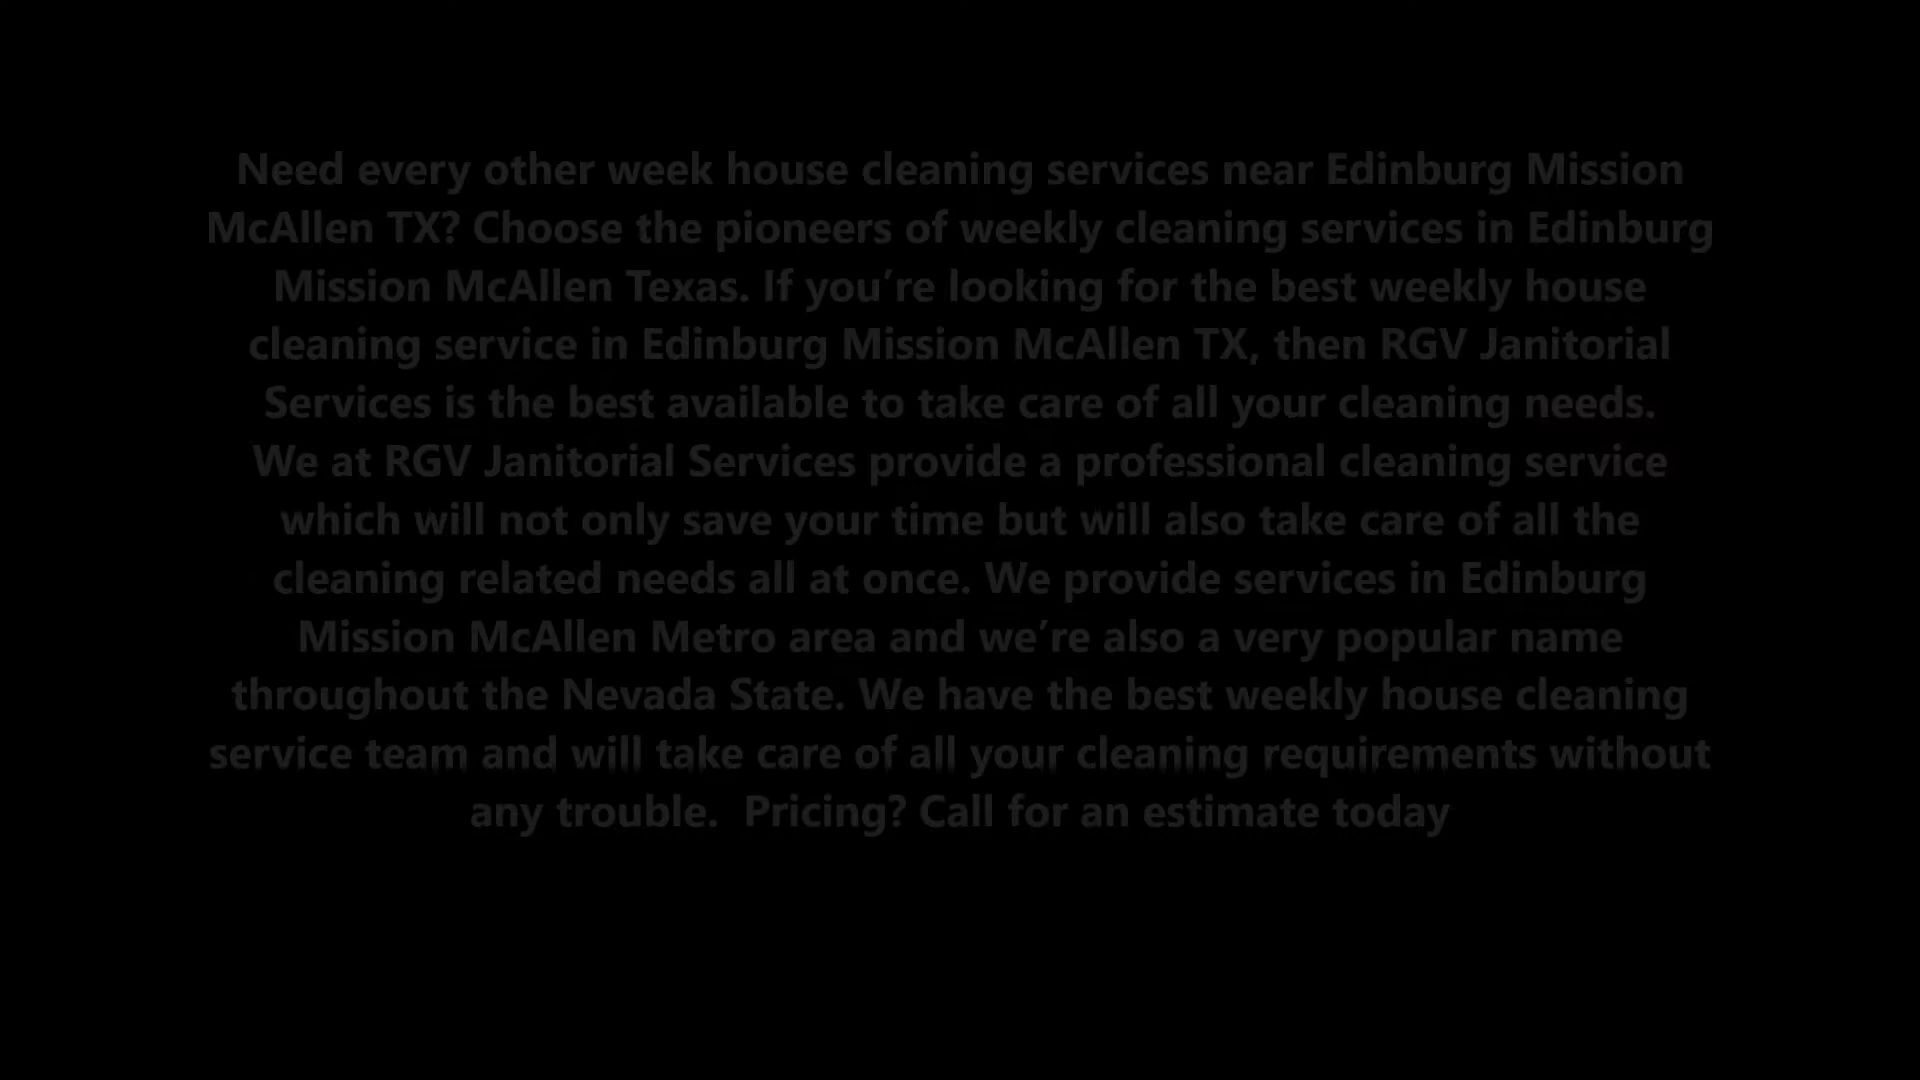 Need every other week house cleaning services near Edinburg Mission
McAllen TX? Choose the pioneers of weekly cleaning services in Edinburg
Mission McAllen Texas. If you’re looking for the best weekly house
cleaning service in Edinburg Mission McAllen TX, then RGV Janitorial
Services is the best available to take care of all your cleaning needs.
We at RGV Janitorial Services provide a professional cleaning service
which will not only save your time but will also take care of all the
cleaning related needs all at once. We provide services in Edinburg
Mission McAllen Metro area and we’re also a very popular name
throughout the Nevada State. We have the best weekly house cleaning
service team and will take care of all your cleaning requirements without
any trouble.  Pricing? Call for an estimate today